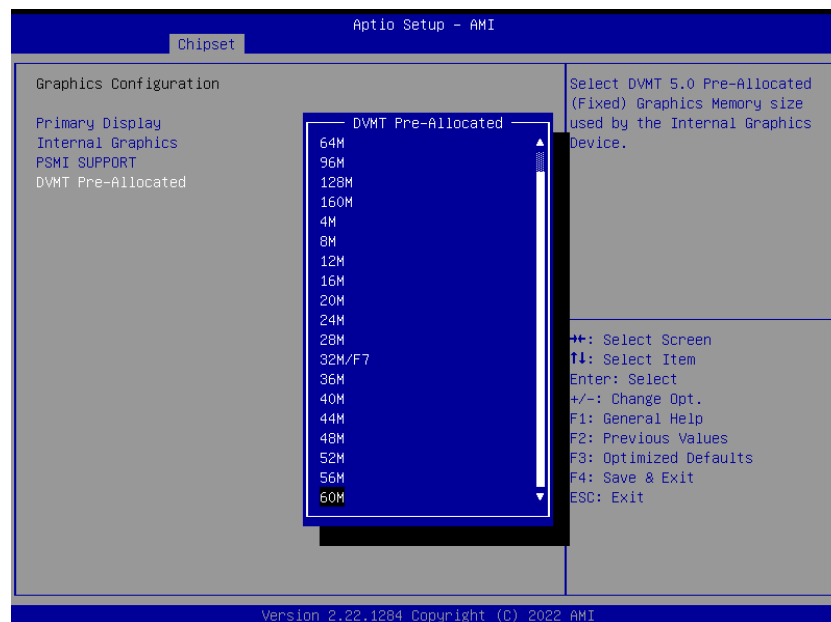 Aptio Setup – AMI
Chipset
Graphics Configuration
Primary Display
Internal Graphics
PSMI SUPPORT
DVMT Pre-Allocated
DVMT Pre-Allocated
64M
96M
128M
160M
4M
8M
12M
16M
20M
24M
28M
32M/F7
36M
40M
44M
48M
52M
56M
60M
Select DVMT 5.0 Pre-Allocated
(Fixed) Graphics Memory size
used by the Internal Graphics
Device.
→←: Select Screen
↑↓: Select Item
Enter: Select
+/-: Change Opt.
F1: General Help
F2: Previous Values
F3: Optimized Defaults
F4: Save & Exit
ESC: Exit
Version 2.22.1284 Copyright (C) 2022 AMI